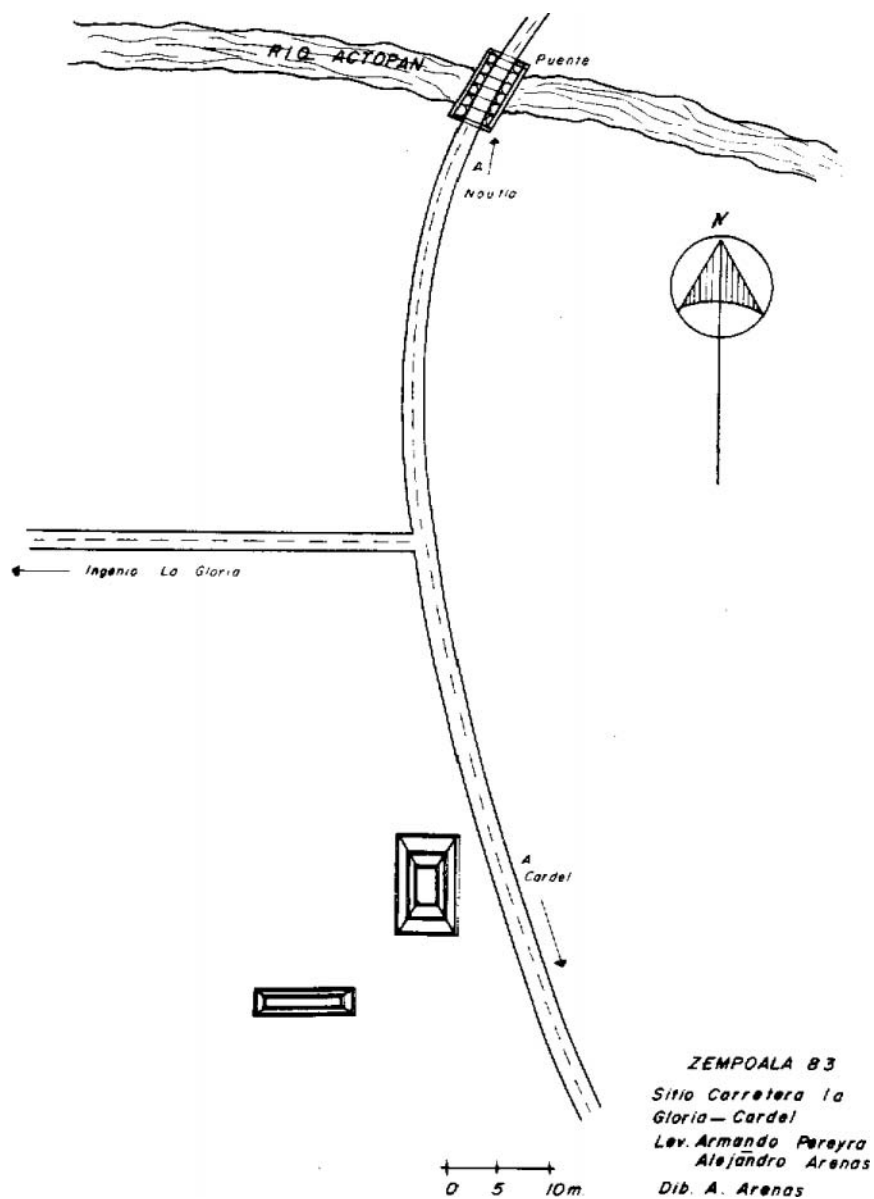 RIO ACTOPAN
Puente
A
Nautla
N
Ingenio La Gloria
A
Cardel
ZEMPOALA 83
Sitio Carretera la
Gloria — Cardel
Lev. Armando Pereyra
Alejandro Arenas
0 5 10 m.
Dib. A. Arenas